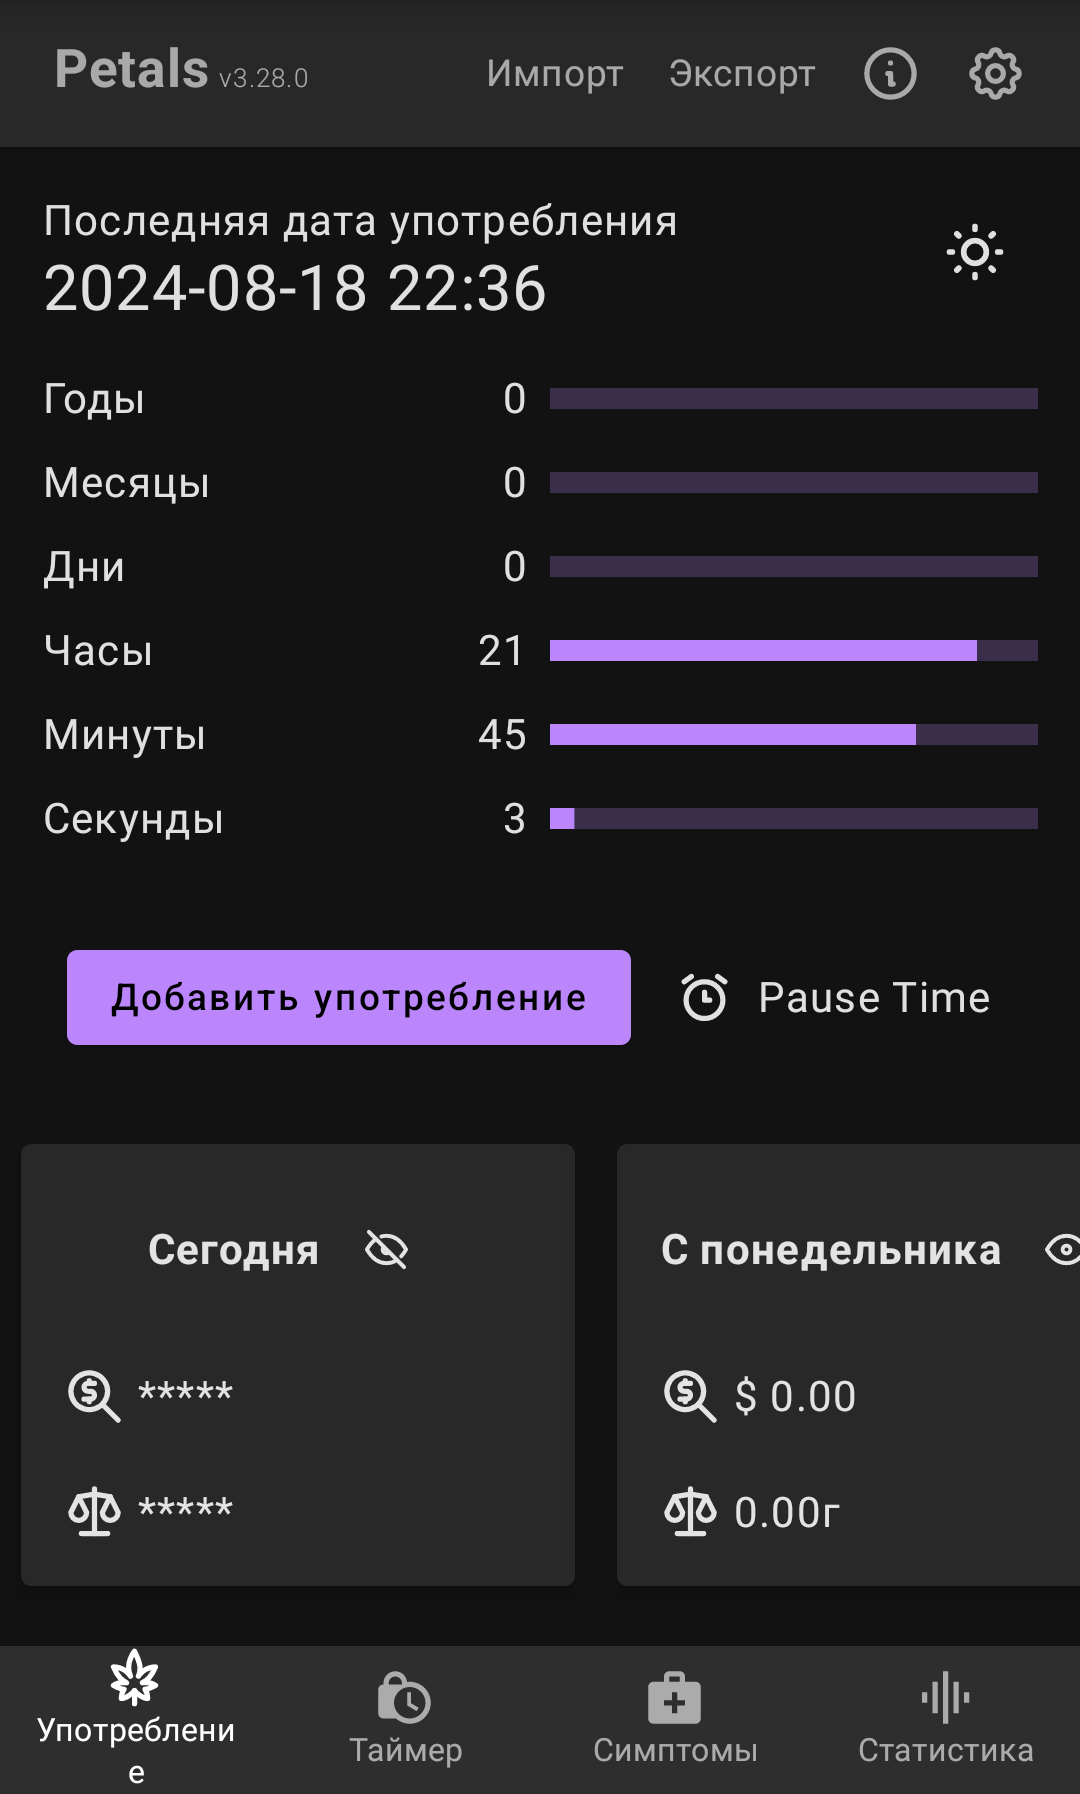 Petals v3.28.0 Импорт Экспорт
Последняя дата употребления
2024-08-18 22:36
Годы 0
Месяцы 0
Дни 0
Часы 21
Минуты 45
Секунды 3
Добавить употребление Pause Time
Сегодня С понедельника
***** $ 0.00
***** 0.00г
Употреблени
е
Таймер
Симптомы
Статистика